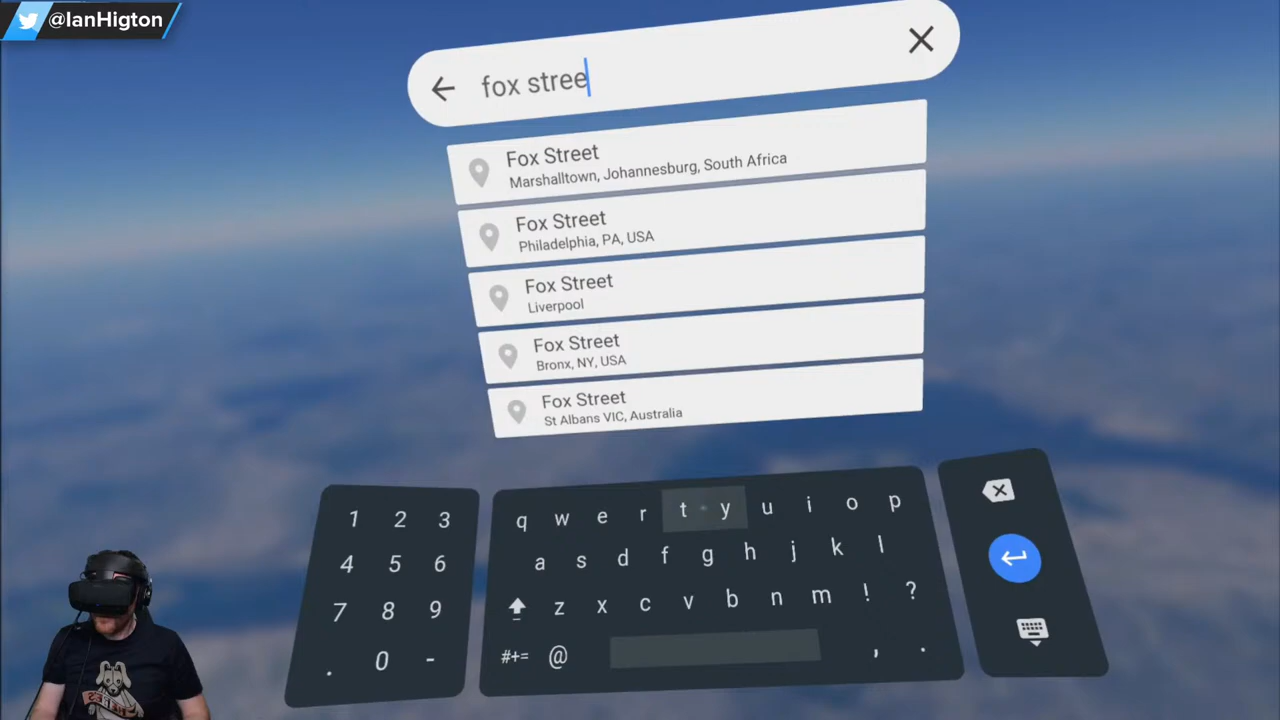 @IanHigton
fox stree
Fox Street
Marshalltown, Johannesburg, South Africa
Fox Street
Philadelphia, PA, USA
Fox Street
Liverpool
Fox Street
Bronx, NY, USA
Fox Street
St Albans VIC, Australia
1 2 3
4 5 6
7 8 9
. 0 -
q w e r t y u i o p
a s d f g h j k l
z x c v b n m ! ?
#+= @ , .